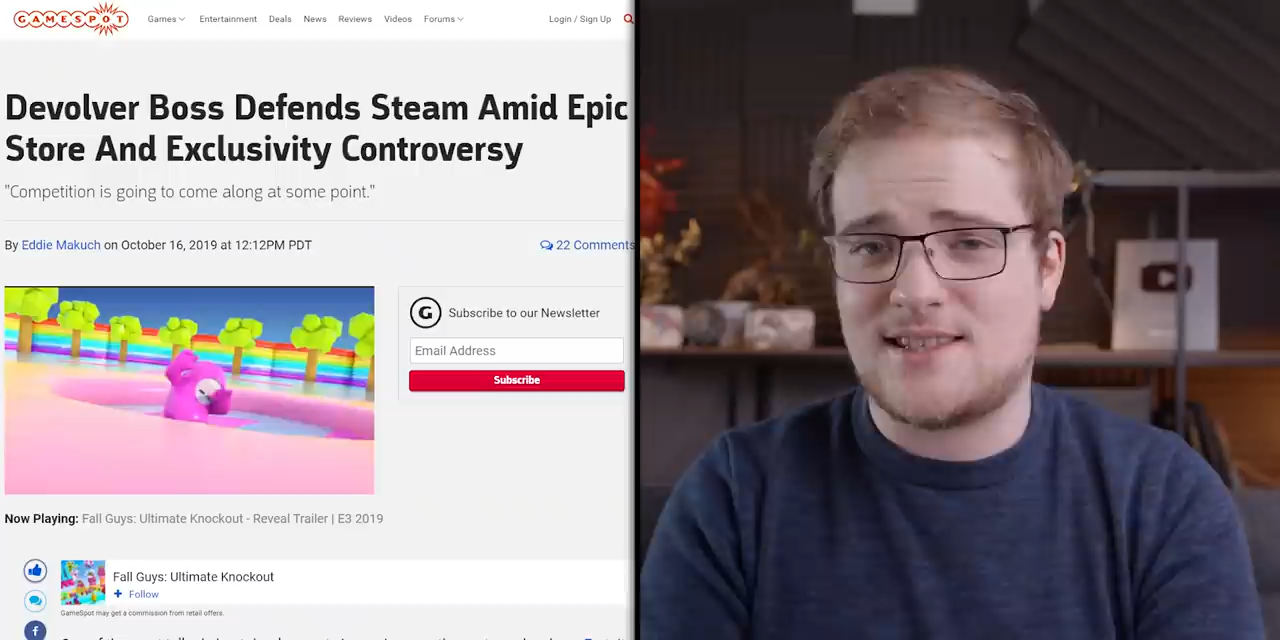 GAMESPOT
Games Entertainment Deals News Reviews Videos Forums Login / Sign Up
Devolver Boss Defends Steam Amid Epic
Store And Exclusivity Controversy
"Competition is going to come along at some point."
By Eddie Makuch on October 16, 2019 at 12:12PM PDT
22 Comments
G Subscribe to our Newsletter
Email Address
Subscribe
Now Playing: Fall Guys: Ultimate Knockout - Reveal Trailer | E3 2019
Fall Guys: Ultimate Knockout
+ Follow
GameSpot may get a commission from retail offers.